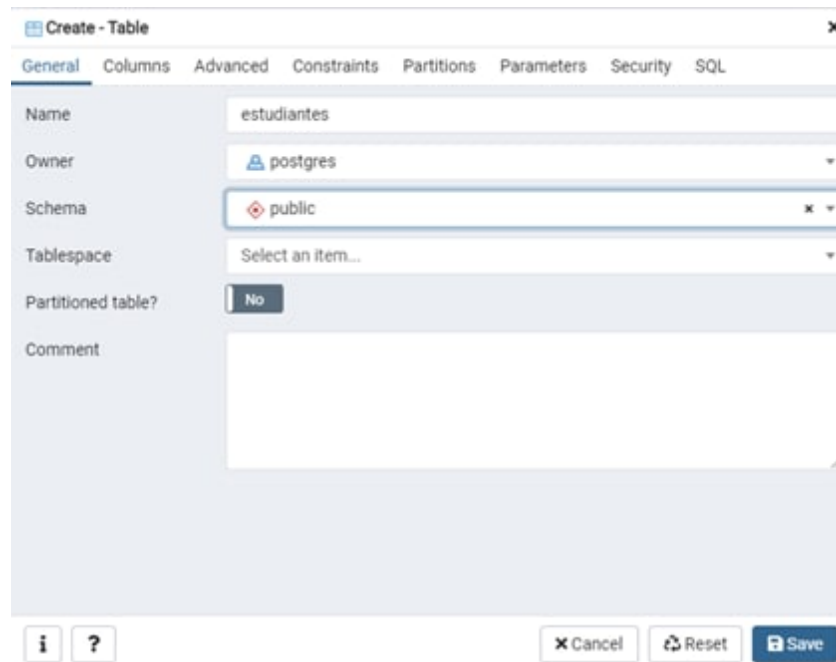 Create - Table
General Columns Advanced Constraints Partitions Parameters Security SQL
Name estudiantes
Owner postgres
Schema public
Tablespace Select an item...
Partitioned table? No
Comment
i ? Cancel Reset Save